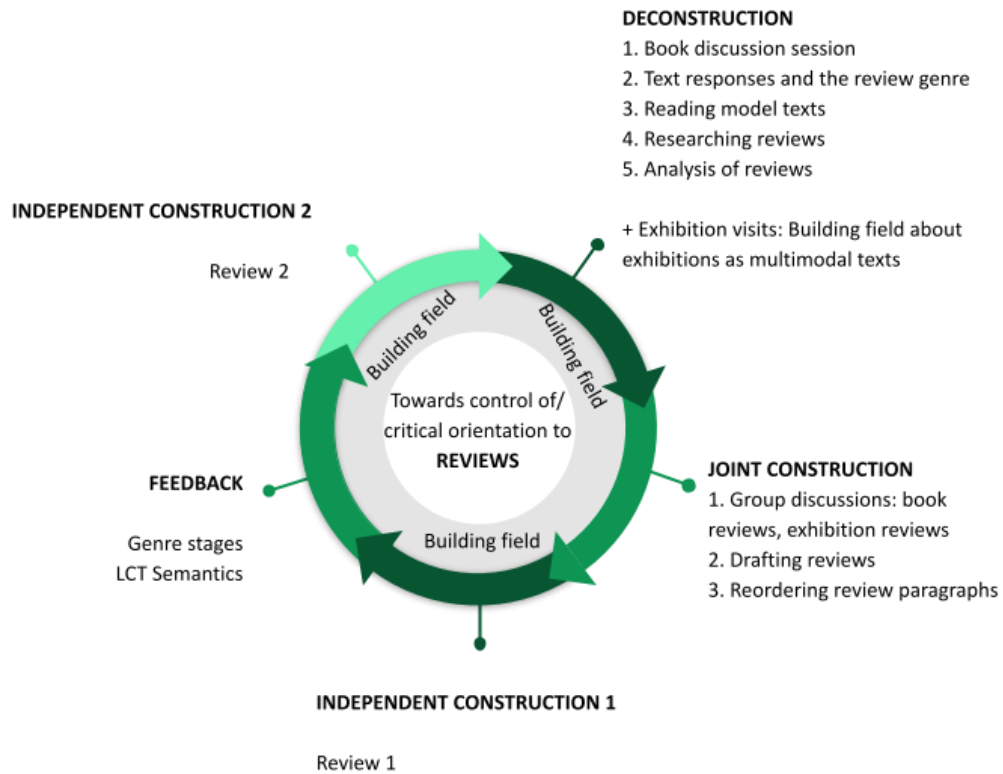 DECONSTRUCTION
1. Book discussion session
2. Text responses and the review genre
3. Reading model texts
4. Researching reviews
5. Analysis of reviews
+ Exhibition visits: Building field about
exhibitions as multimodal texts
INDEPENDENT CONSTRUCTION 2
Review 2
Building field
Building field
Towards control of/
critical orientation to
REVIEWS
Building field
JOINT CONSTRUCTION
1. Group discussions: book
reviews, exhibition reviews
2. Drafting reviews
3. Reordering review paragraphs
FEEDBACK
Genre stages
LCT Semantics
INDEPENDENT CONSTRUCTION 1
Review 1